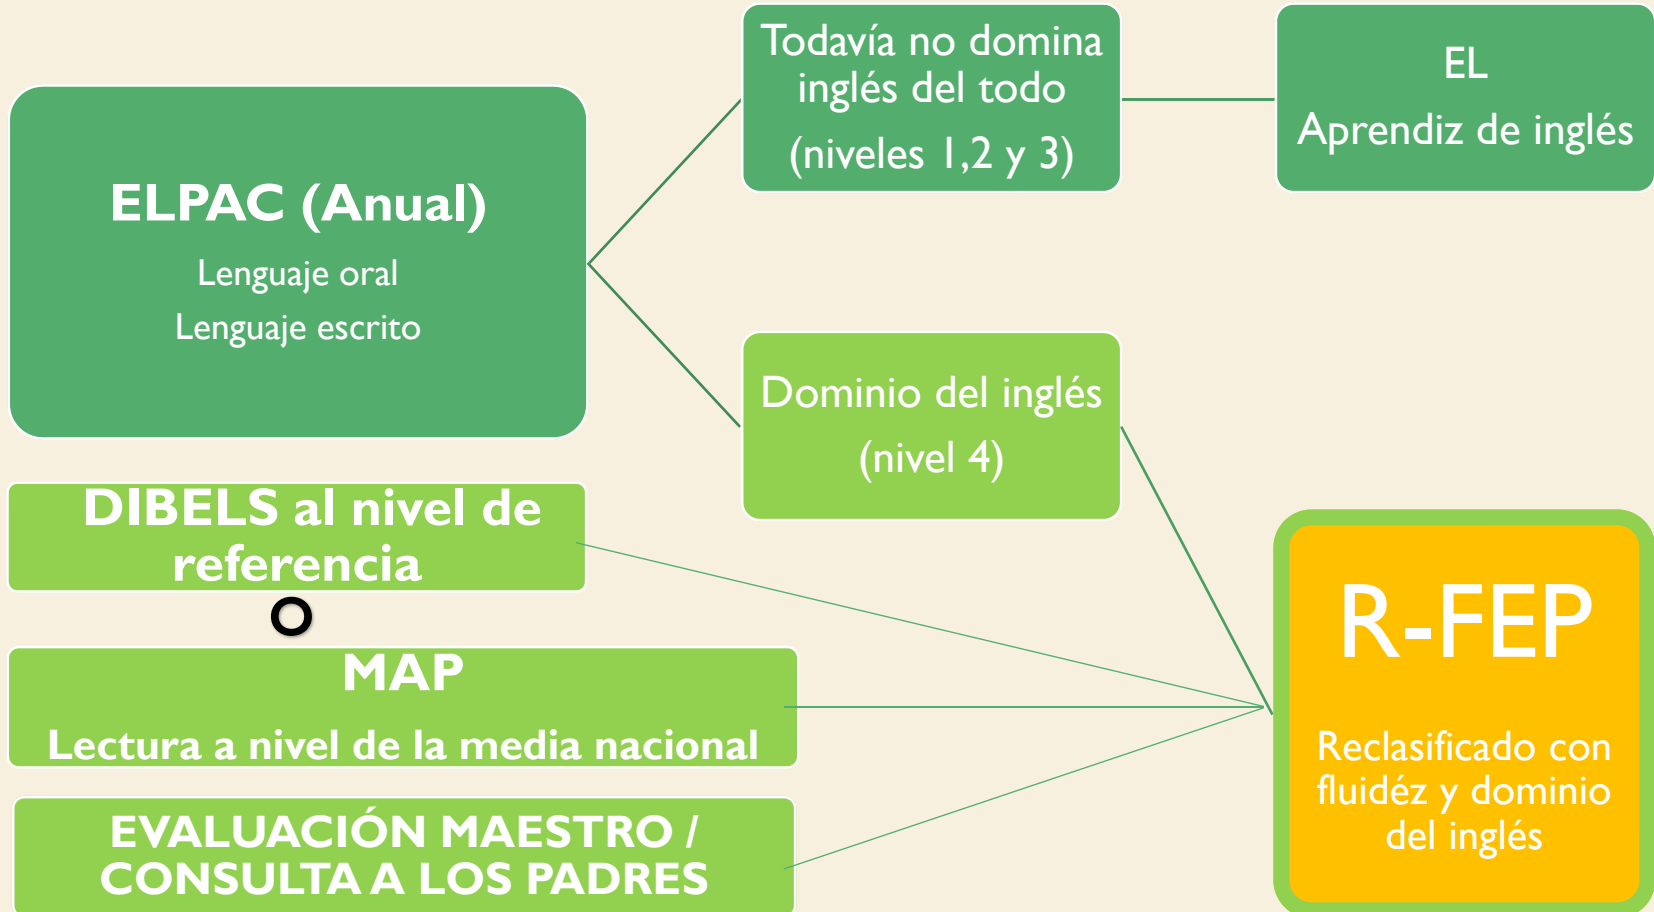 ELPAC (Anual)
Lenguaje oral
Lenguaje escrito
Todavía no domina
inglés del todo
(niveles 1,2 y 3)
EL
Aprendiz de inglés
Dominio del inglés
(nivel 4)
DIBELS al nivel de
referencia
O
MAP
Lectura a nivel de la media nacional
EVALUACIÓN MAESTRO /
CONSULTA A LOS PADRES
R-FEP
Reclasificado con
fluidéz y dominio
del inglés